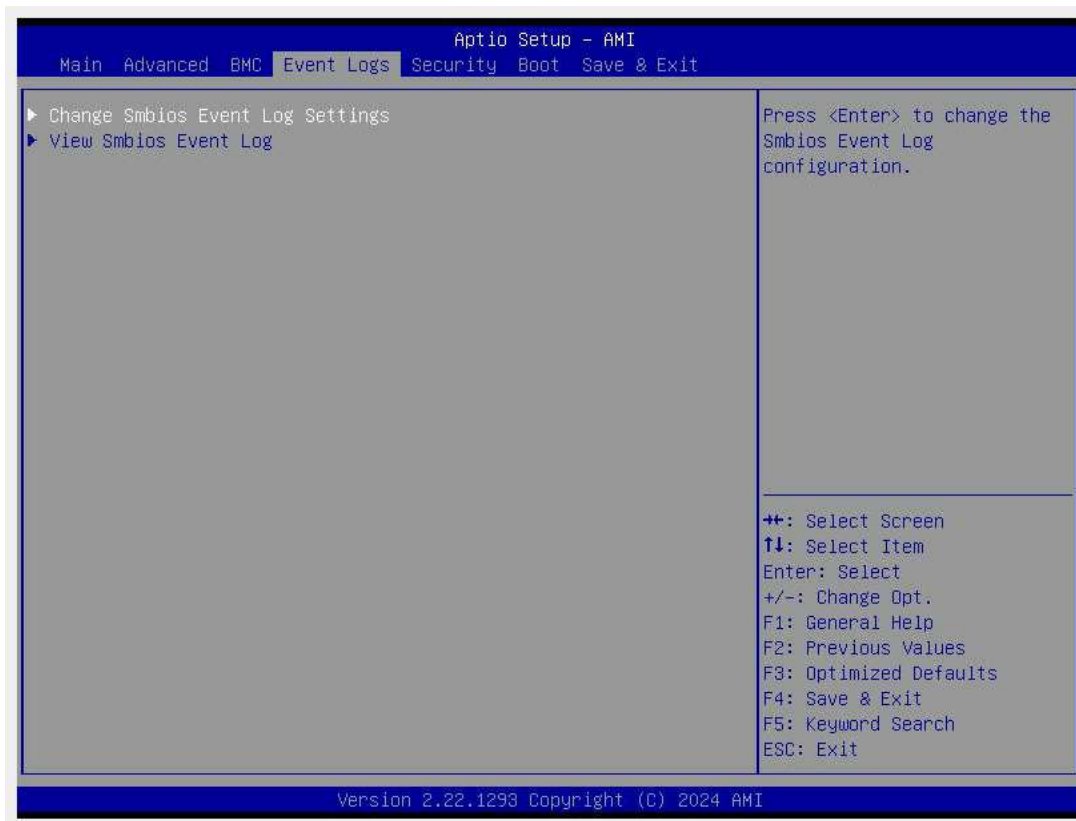 Aptio Setup – AMI
Main Advanced BMC Event Logs Security Boot Save & Exit
▶ Change Smbios Event Log Settings
▶ View Smbios Event Log
Press <Enter> to change the
Smbios Event Log
configuration.
→←: Select Screen
↑↓: Select Item
Enter: Select
+/-: Change Opt.
F1: General Help
F2: Previous Values
F3: Optimized Defaults
F4: Save & Exit
F5: Keyword Search
ESC: Exit
Version 2.22.1293 Copyright (C) 2024 AMI